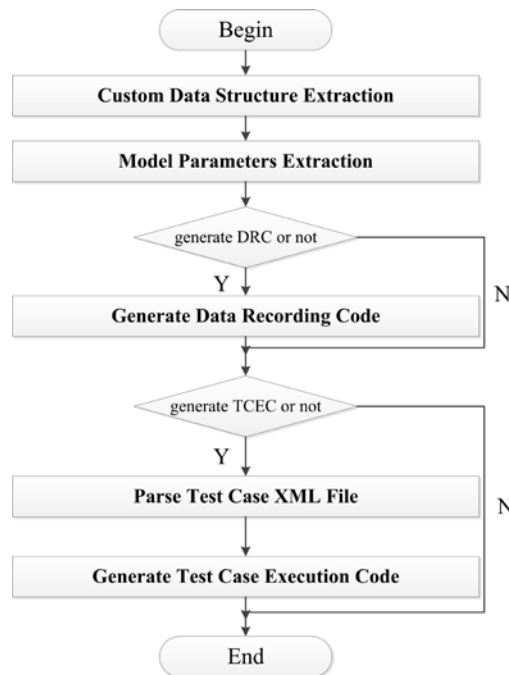 Begin
Custom Data Structure Extraction
Model Parameters Extraction
generate DRC or not
Y
N
Generate Data Recording Code
generate TCEC or not
Y
Parse Test Case XML File
N
Generate Test Case Execution Code
End